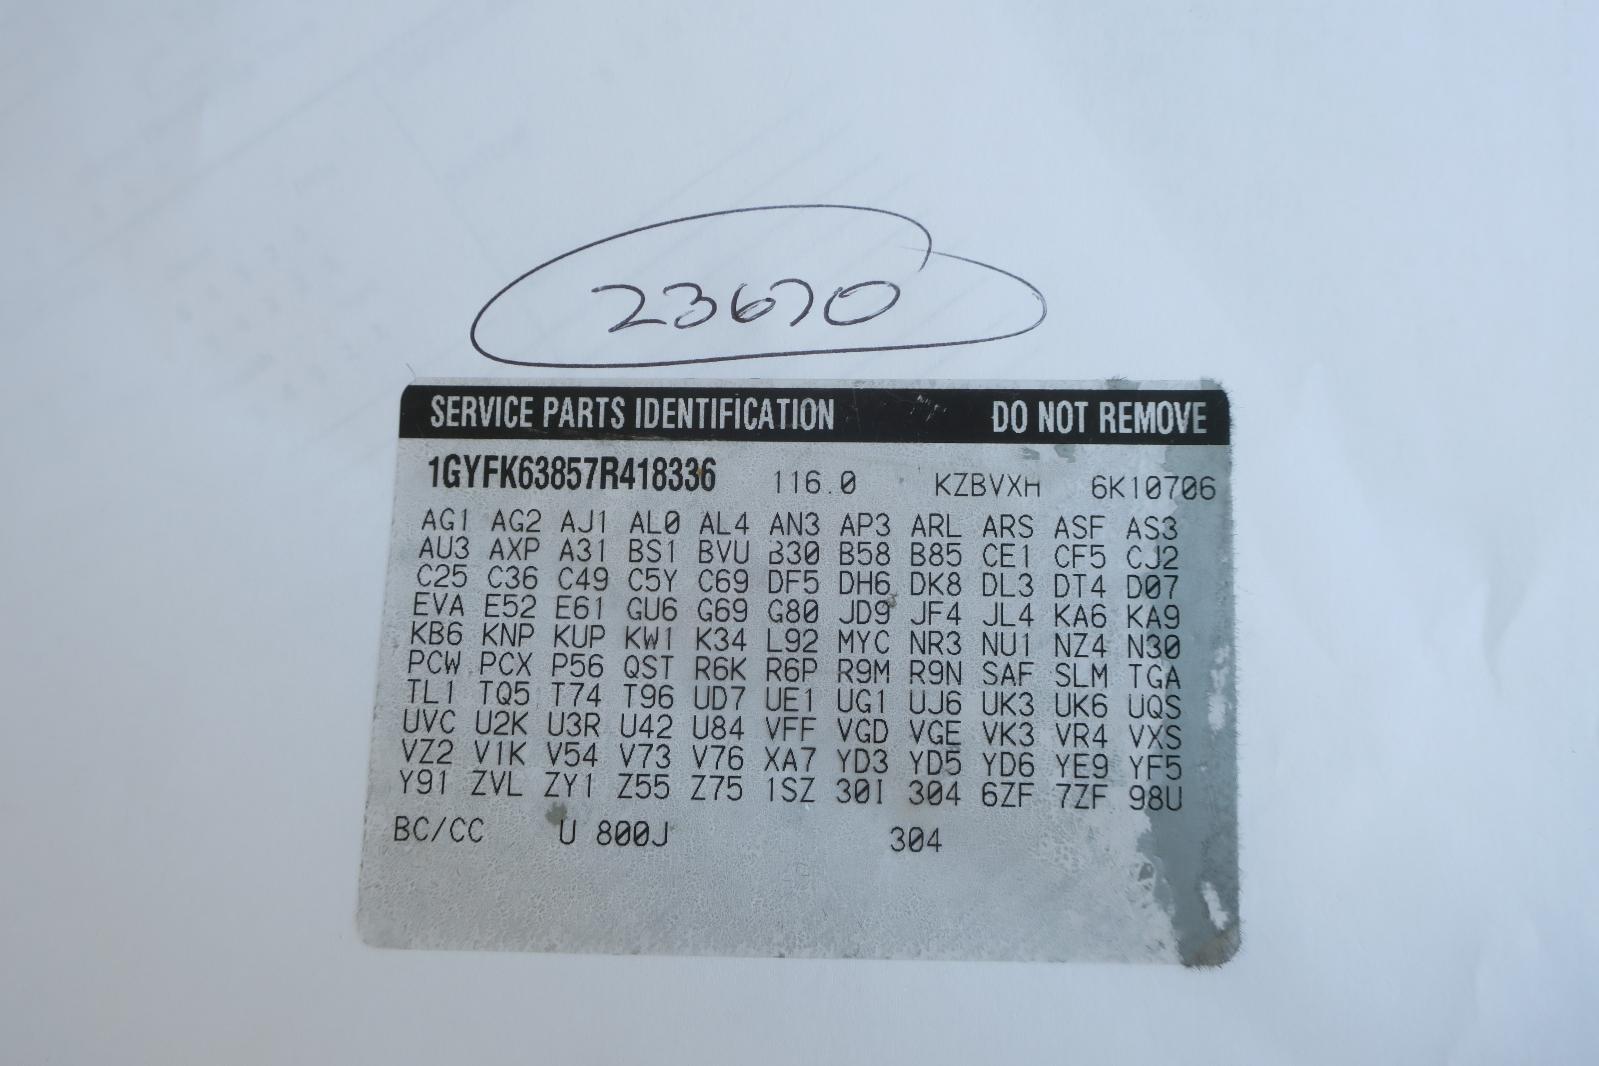 23670
SERVICE PARTS IDENTIFICATION DO NOT REMOVE
1GYFK63857R418336 116.0 KZBVXH 6K10706
AG1 AG2 AJ1 AL0 AL4 AN3 AP3 ARL ARS ASF AS3
AU3 AXP A31 BS1 BVU B30 B58 B85 CE1 CF5 CJ2
C25 C36 C49 C5Y C69 DF5 DH6 DK8 DL3 DT4 D07
EVA E52 E61 GU6 G69 G80 JD9 JF4 JL4 KA6 KA9
KB6 KNP KUP KW1 K34 L92 MYC NR3 NU1 NZ4 N30
PCW PCX P56 QST R6K R6P R9M R9N SAF SLM TGA
TL1 TQ5 T74 T96 UD7 UE1 UG1 UJ6 UK3 UK6 UQS
UVC U2K U3R U42 U84 VFF VGD VGE VK3 VR4 VXS
VZ2 V1K V54 V73 V76 XA7 YD3 YD5 YD6 YE9 YF5
Y91 ZVL ZY1 Z55 Z75 1SZ 30I 304 6ZF 7ZF 98U
BC/CC U 800J 304